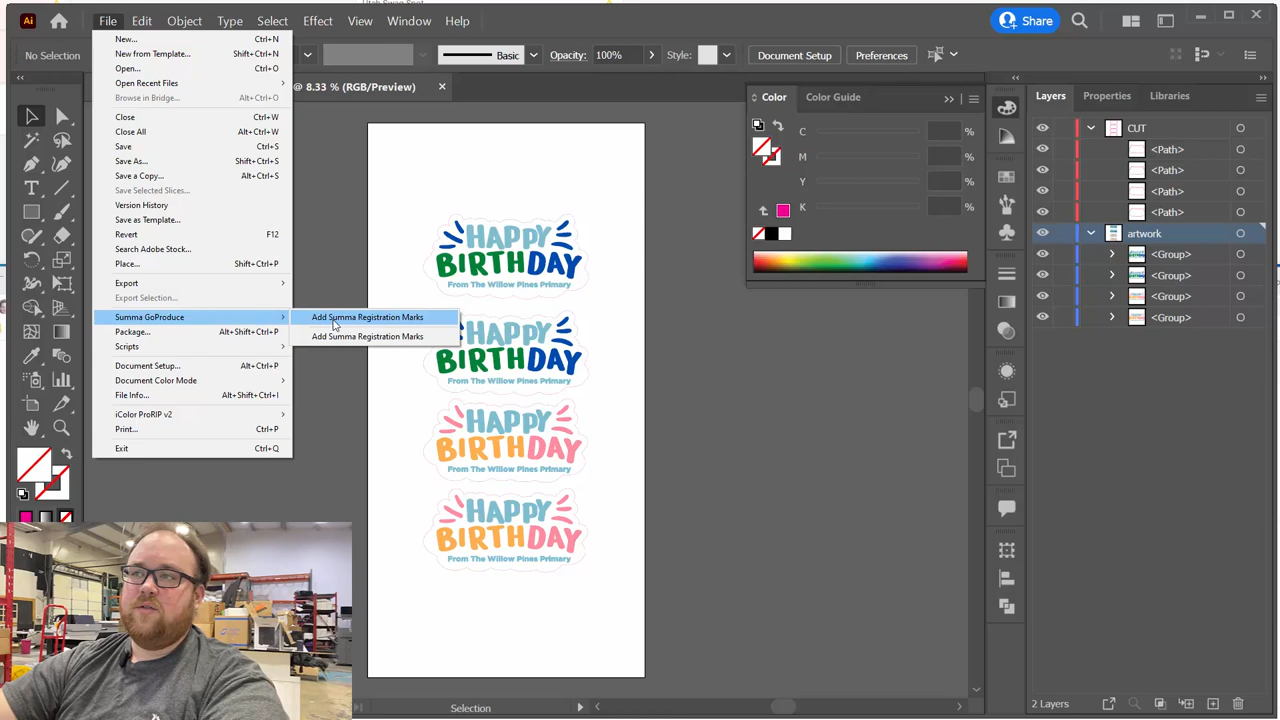 Ai File Edit Object Type Select Effect View Window Help Share
No Selection Basic Opacity: 100% Style: Document Setup Preferences
@ 8.33 % (RGB/Preview)
New... Ctrl+N
New from Template... Shift+Ctrl+N
Open... Ctrl+O
Open Recent Files
Browse in Bridge... Alt+Ctrl+O
Close Ctrl+W
Close All Alt+Ctrl+W
Save Ctrl+S
Save As... Shift+Ctrl+S
Save a Copy... Alt+Ctrl+S
Save Selected Slices...
Version History
Save as Template...
Revert F12
Search Adobe Stock...
Place... Shift+Ctrl+P
Export
Export Selection...
Summa GoProduce
Package... Alt+Shift+Ctrl+P
Scripts
Document Setup... Alt+Ctrl+P
Document Color Mode
File Info... Alt+Shift+Ctrl+I
iColor ProRIP v2
Print... Ctrl+P
Exit Ctrl+Q
Add Summa Registration Marks
Add Summa Registration Marks
HAPPY
BIRTHDAY
From The Willow Pines Primary
HAPPY
BIRTHDAY
From The Willow Pines Primary
HAPPY
BIRTHDAY
From The Willow Pines Primary
HAPPY
BIRTHDAY
From The Willow Pines Primary
Color Color Guide
C %
M %
Y %
K %
Layers Properties Libraries
CUT
<Path>
<Path>
<Path>
<Path>
artwork
<Group>
<Group>
<Group>
<Group>
Selection
2 Layers